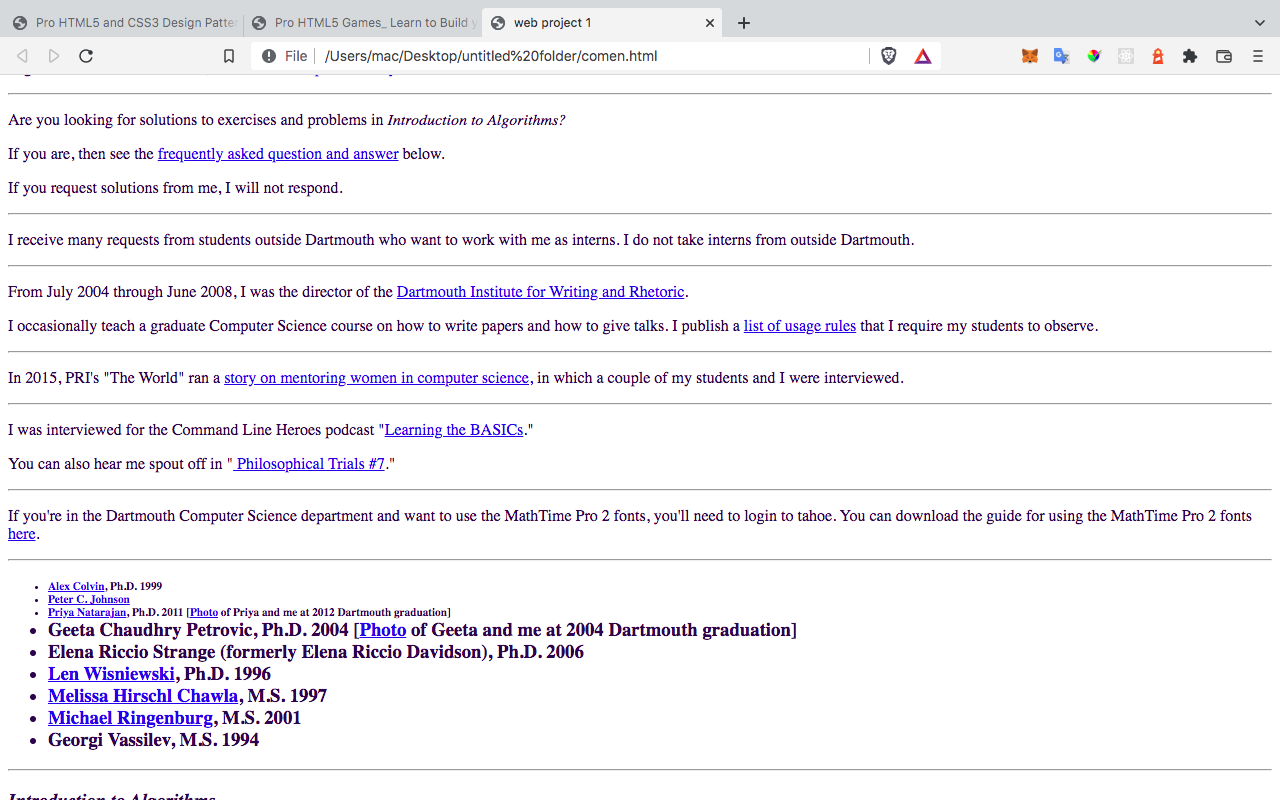 Pro HTML5 and CSS3 Design Patter
Pro HTML5 Games_ Learn to Build y
web project 1
File
/Users/mac/Desktop/untitled%20folder/comen.html
Are you looking for solutions to exercises and problems in Introduction to Algorithms?
If you are, then see the frequently asked question and answer below.
If you request solutions from me, I will not respond.
I receive many requests from students outside Dartmouth who want to work with me as interns. I do not take interns from outside Dartmouth.
From July 2004 through June 2008, I was the director of the Dartmouth Institute for Writing and Rhetoric.
I occasionally teach a graduate Computer Science course on how to write papers and how to give talks. I publish a list of usage rules that I require my students to observe.
In 2015, PRI's "The World" ran a story on mentoring women in computer science, in which a couple of my students and I were interviewed.
I was interviewed for the Command Line Heroes podcast "Learning the BASICs."
You can also hear me spout off in " Philosophical Trials #7."
If you're in the Dartmouth Computer Science department and want to use the MathTime Pro 2 fonts, you'll need to login to tahoe. You can download the guide for using the MathTime Pro 2 fonts
here.
Alex Colvin, Ph.D. 1999
Peter C. Johnson
Priya Natarajan, Ph.D. 2011 [Photo of Priya and me at 2012 Dartmouth graduation]
Geeta Chaudhry Petrovic, Ph.D. 2004 [Photo of Geeta and me at 2004 Dartmouth graduation]
Elena Riccio Strange (formerly Elena Riccio Davidson), Ph.D. 2006
Len Wisniewski, Ph.D. 1996
Melissa Hirschl Chawla, M.S. 1997
Michael Ringenburg, M.S. 2001
Georgi Vassilev, M.S. 1994
Introduction to Algorithms